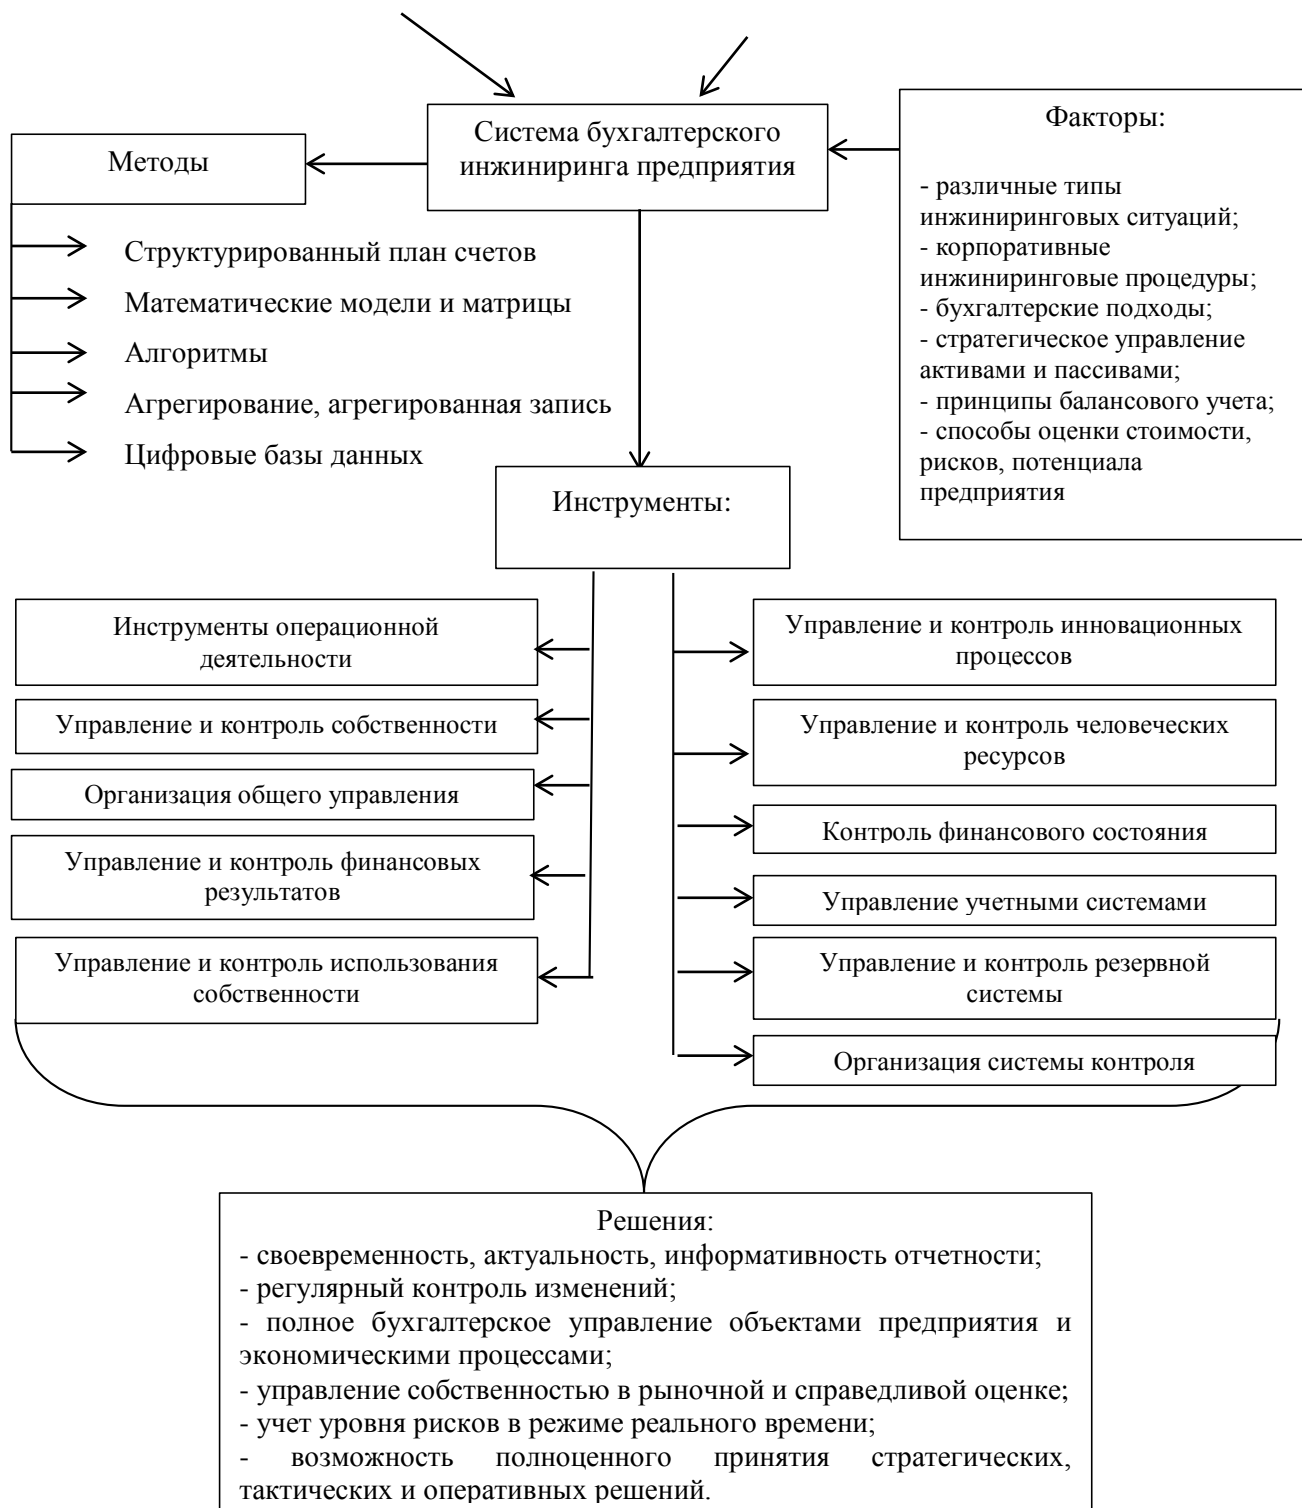 Система бухгалтерского
инжиниринга предприятия
Методы
Структурированный план счетов
Математические модели и матрицы
Алгоритмы
Агрегирование, агрегированная запись
Цифровые базы данных
Факторы:
- различные типы
инжиниринговых ситуаций;
- корпоративные
инжиниринговые процедуры;
- бухгалтерские подходы;
- стратегическое управление
активами и пассивами;
- принципы балансового учета;
- способы оценки стоимости,
рисков, потенциала
предприятия
Инструменты:
Инструменты операционной
деятельности
Управление и контроль собственности
Организация общего управления
Управление и контроль финансовых
результатов
Управление и контроль использования
собственности
Управление и контроль инновационных
процессов
Управление и контроль человеческих
ресурсов
Контроль финансового состояния
Управление учетными системами
Управление и контроль резервной
системы
Организация системы контроля
Решения:
- своевременность, актуальность, информативность отчетности;
- регулярный контроль изменений;
- полное бухгалтерское управление объектами предприятия и
экономическими процессами;
- управление собственностью в рыночной и справедливой оценке;
- учет уровня рисков в режиме реального времени;
- возможность полноценного принятия стратегических,
тактических и оперативных решений.